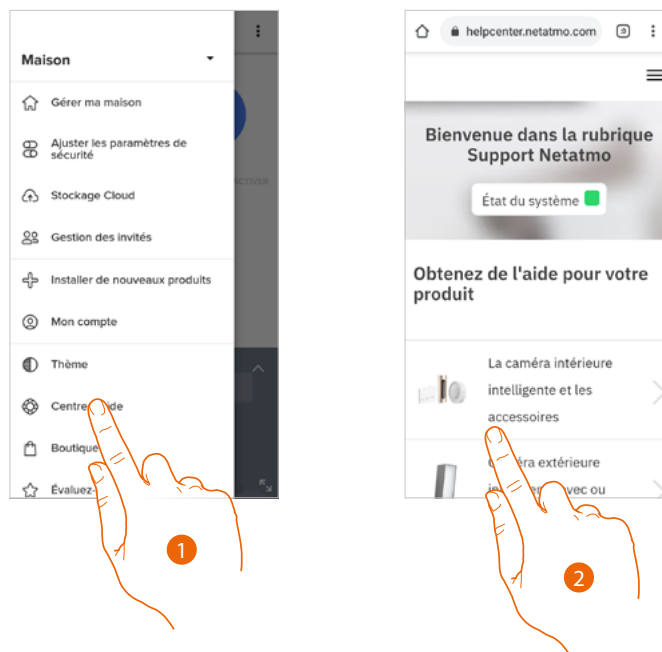 Maison
Gérer ma maison
Ajuster les paramètres de
sécurité
ACTIVER
Stockage Cloud
Gestion des invités
Installer de nouveaux produits
Mon compte
Thème
Centre
Boutique
Évaluez-
1
helpcenter.netatmo.com
Bienvenue dans la rubrique
Support Netatmo
État du système
Obtenez de l'aide pour votre
produit
La caméra intérieure
intelligente et les
accessoires
extérieure
avec ou
2